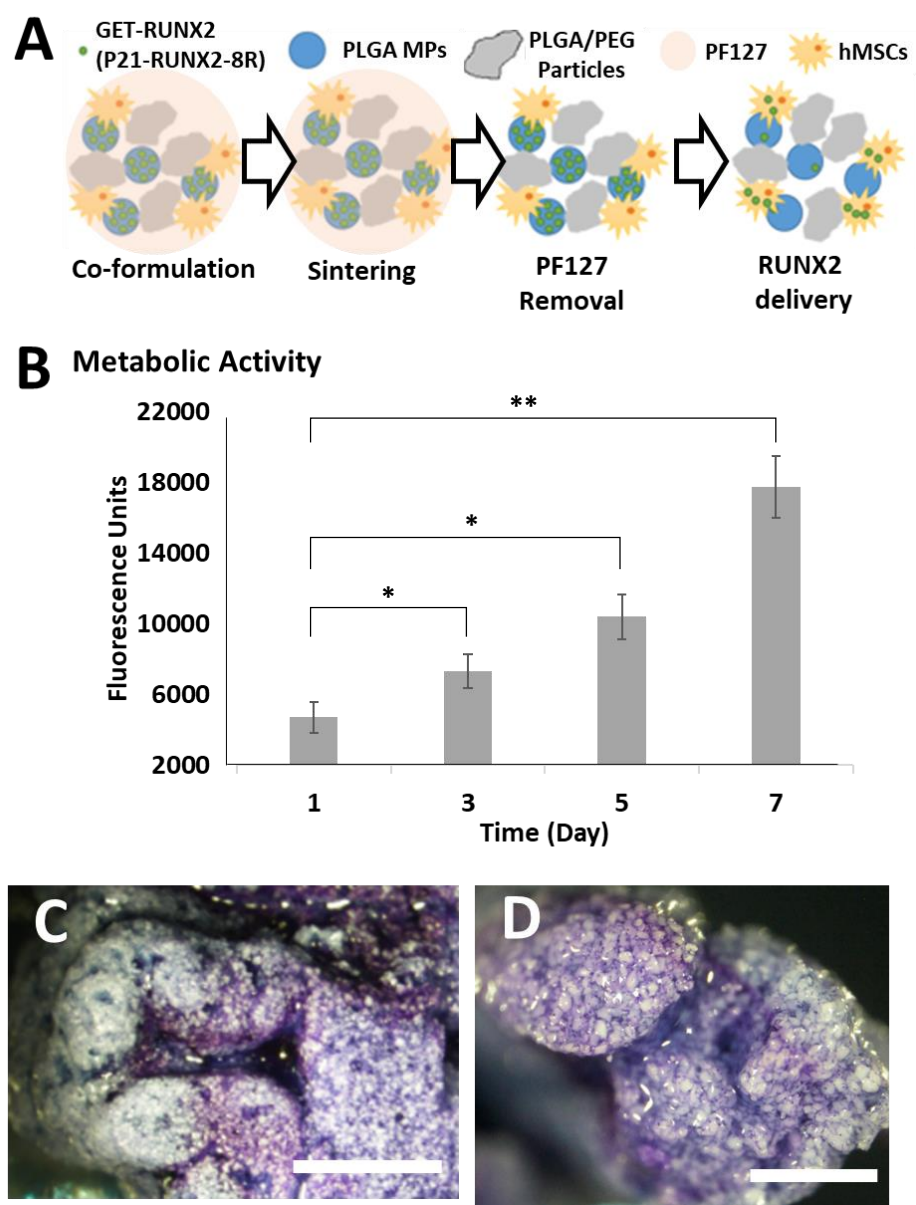 A
GET-RUNX2
(P21-RUNX2-8R)
PLGA MPs
PLGA/PEG
Particles
PF127
hMSCs
Co-formulation
Sintering
PF127
Removal
RUNX2
delivery
B Metabolic Activity
Fluorescence Units
22000
18000
14000
10000
6000
2000
**
*
*
1 3 5 7
Time (Day)
C
D